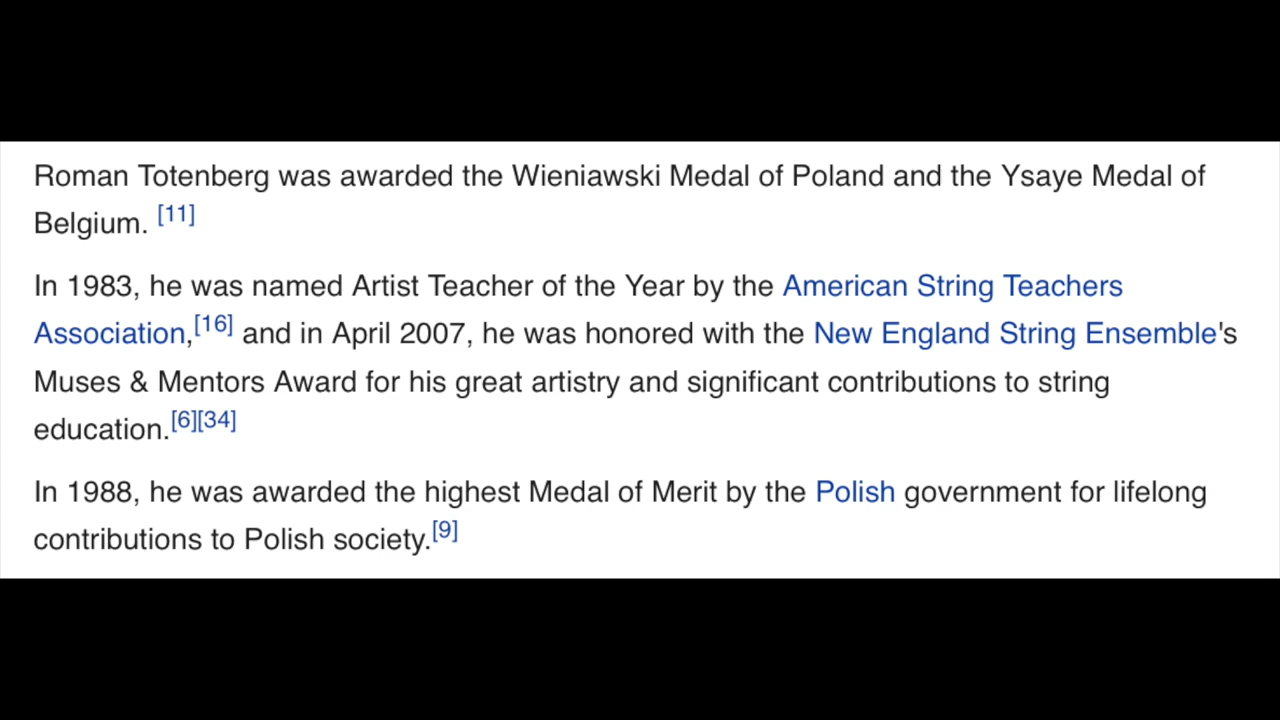 Roman Totenberg was awarded the Wieniawski Medal of Poland and the Ysaye Medal of
Belgium. [11]
In 1983, he was named Artist Teacher of the Year by the American String Teachers
Association,[16] and in April 2007, he was honored with the New England String Ensemble's
Muses & Mentors Award for his great artistry and significant contributions to string
education.[6][34]
In 1988, he was awarded the highest Medal of Merit by the Polish government for lifelong
contributions to Polish society.[9]